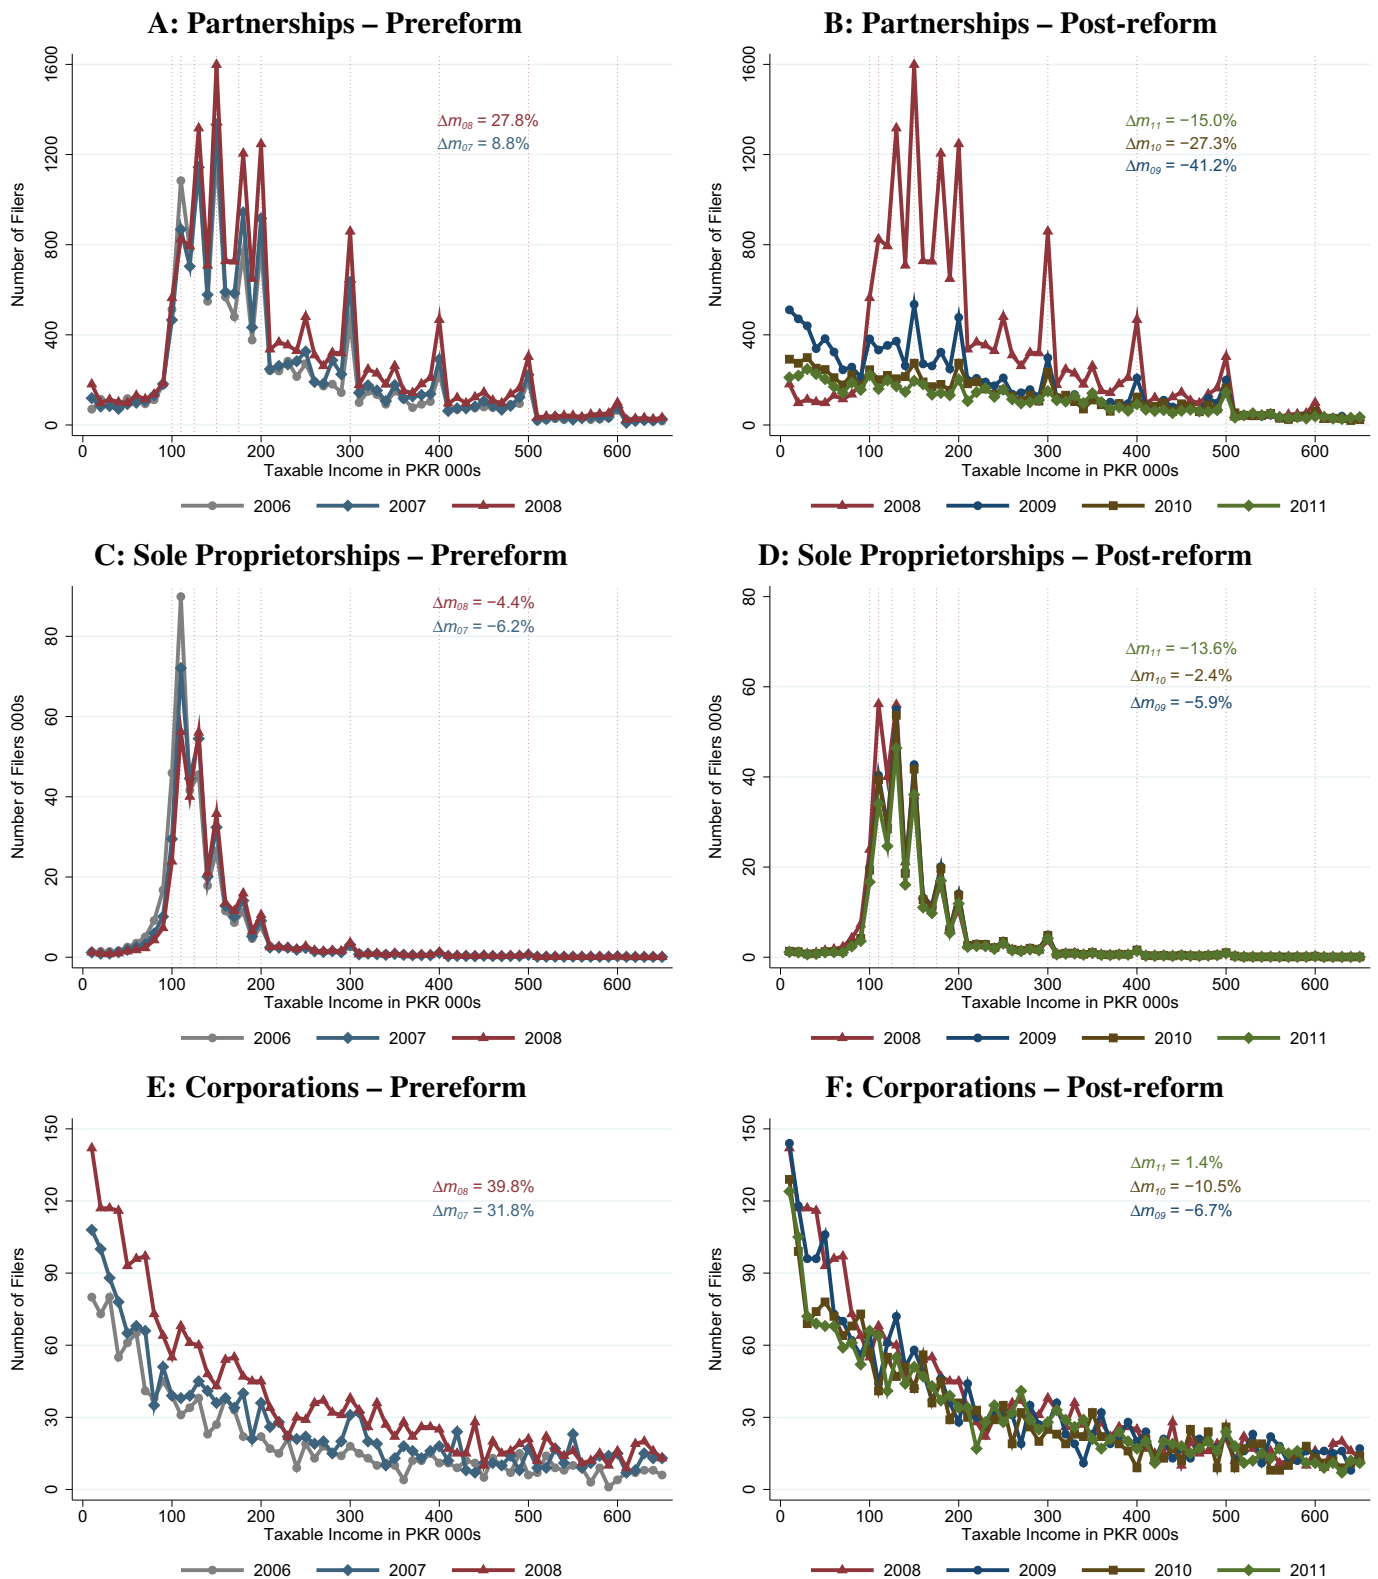 A: Partnerships – Prereform
Number of Filers
1600
1200
800
400
0
Δm08 = 27.8%
Δm07 = 8.8%
0 100 200 300 400 500 600
Taxable Income in PKR 000s
2006 2007 2008
B: Partnerships – Post-reform
Number of Filers
1600
1200
800
400
0
Δm11 = −15.0%
Δm10 = −27.3%
Δm09 = −41.2%
0 100 200 300 400 500 600
Taxable Income in PKR 000s
2008 2009 2010 2011
C: Sole Proprietorships – Prereform
Number of Filers 000s
80
60
40
20
0
Δm08 = −4.4%
Δm07 = −6.2%
0 100 200 300 400 500 600
Taxable Income in PKR 000s
2006 2007 2008
D: Sole Proprietorships – Post-reform
Number of Filers 000s
80
60
40
20
0
Δm11 = −13.6%
Δm10 = −2.4%
Δm09 = −5.9%
0 100 200 300 400 500 600
Taxable Income in PKR 000s
2008 2009 2010 2011
E: Corporations – Prereform
Number of Filers
150
120
90
60
30
0
Δm08 = 39.8%
Δm07 = 31.8%
0 100 200 300 400 500 600
Taxable Income in PKR 000s
2006 2007 2008
F: Corporations – Post-reform
Number of Filers
150
120
90
60
30
0
Δm11 = 1.4%
Δm10 = −10.5%
Δm09 = −6.7%
0 100 200 300 400 500 600
Taxable Income in PKR 000s
2008 2009 2010 2011